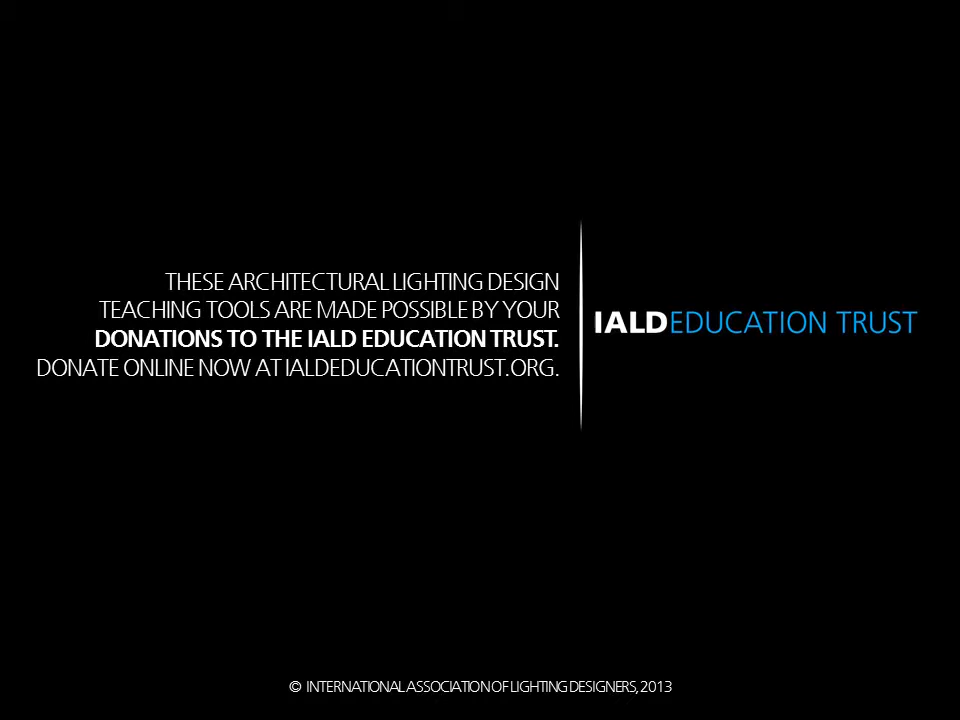 THESE ARCHITECTURAL LIGHTING DESIGN
TEACHING TOOLS ARE MADE POSSIBLE BY YOUR
DONATIONS TO THE IALD EDUCATION TRUST.
DONATE ONLINE NOW AT IALDEDUCATIONTRUST.ORG.
IALDEDUCATION TRUST
© INTERNATIONAL ASSOCIATION OF LIGHTING DESIGNERS, 2013